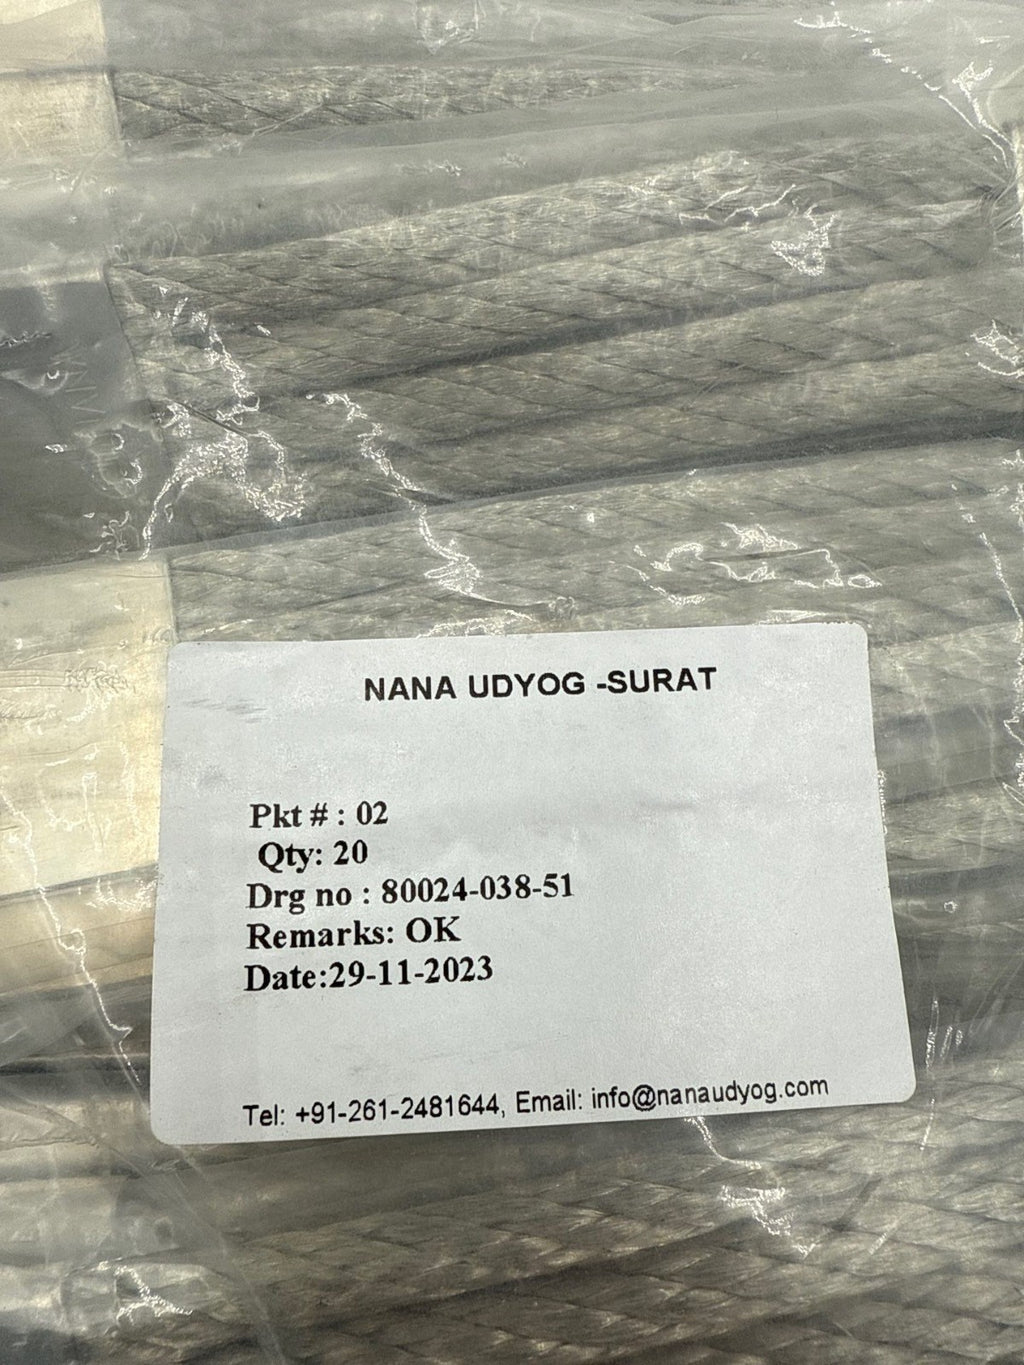 NANA UDYOG -SURAT
Pkt # : 02
Qty: 20
Drg no : 80024-038-51
Remarks: OK
Date:29-11-2023
Tel: +91-261-2481644, Email: info@nanaudyog.com